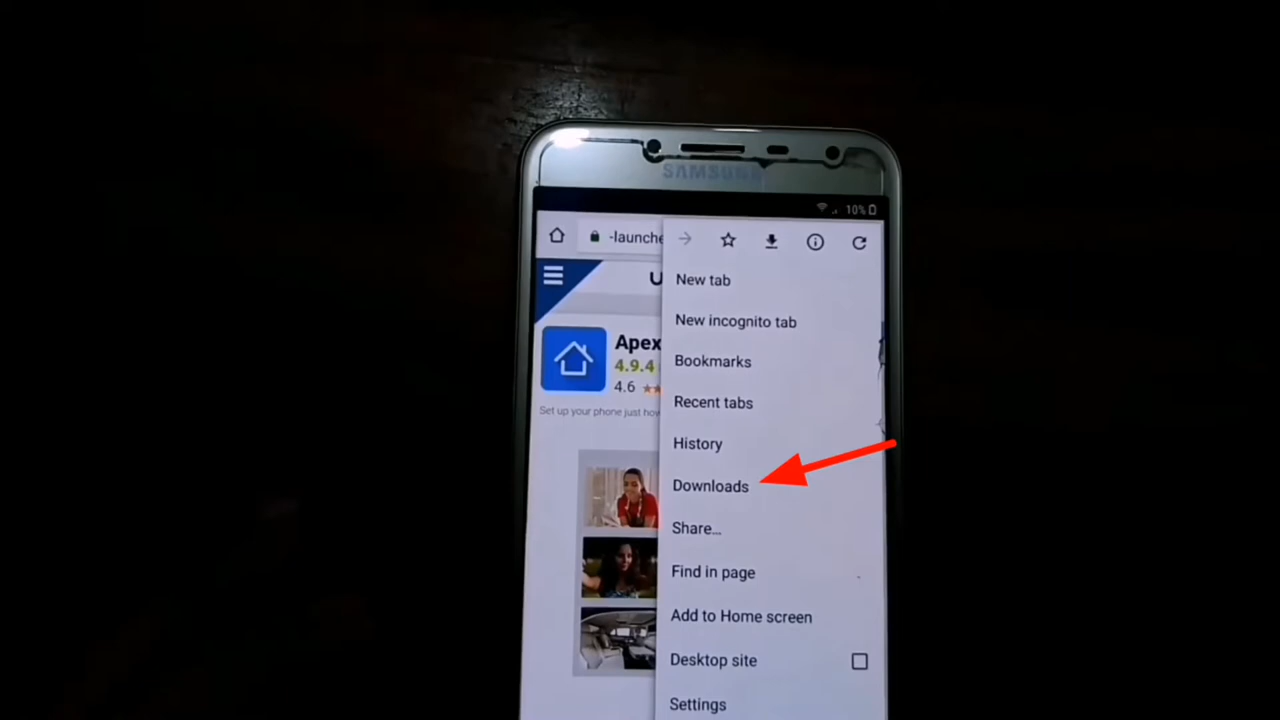 SAMSUNG
10%
-launche
New tab
New incognito tab
Bookmarks
Recent tabs
History
Downloads
Share...
Find in page
Add to Home screen
Desktop site
Settings
U
Apex
4.9.4
4.6
Set up your phone just how